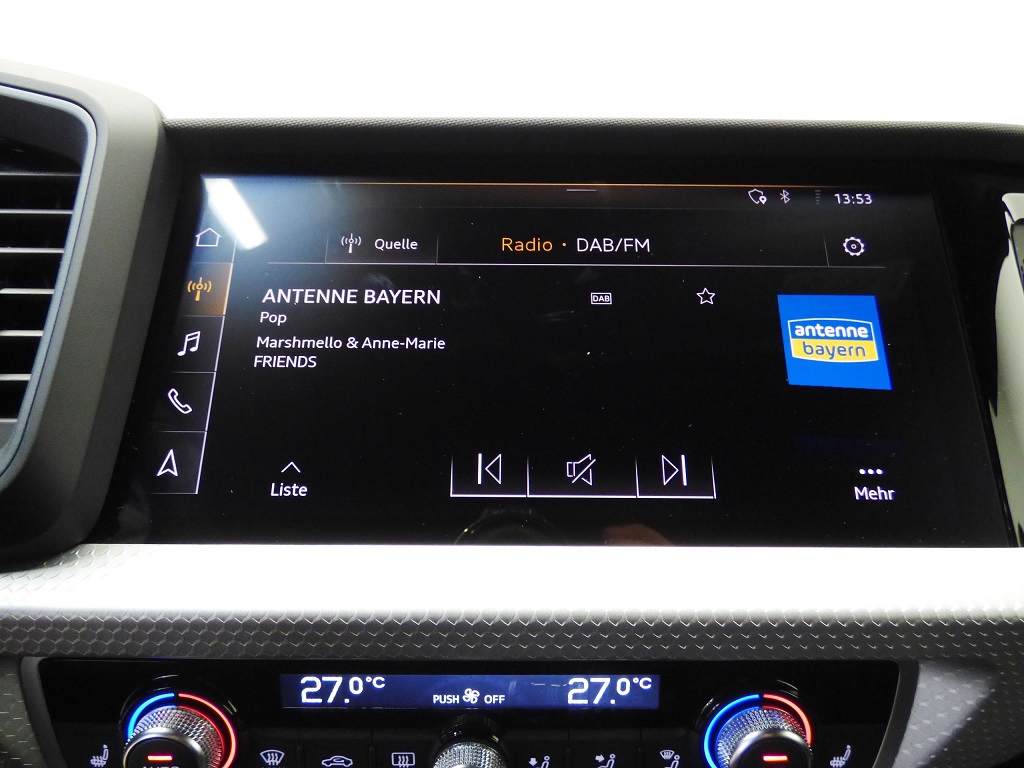 13:53
Quelle
Radio · DAB/FM
ANTENNE BAYERN
DAB
Pop
Marshmello & Anne-Marie
FRIENDS
antenne
bayern
Liste
Mehr
27.0°C
PUSH OFF
27.0°C
AUTO